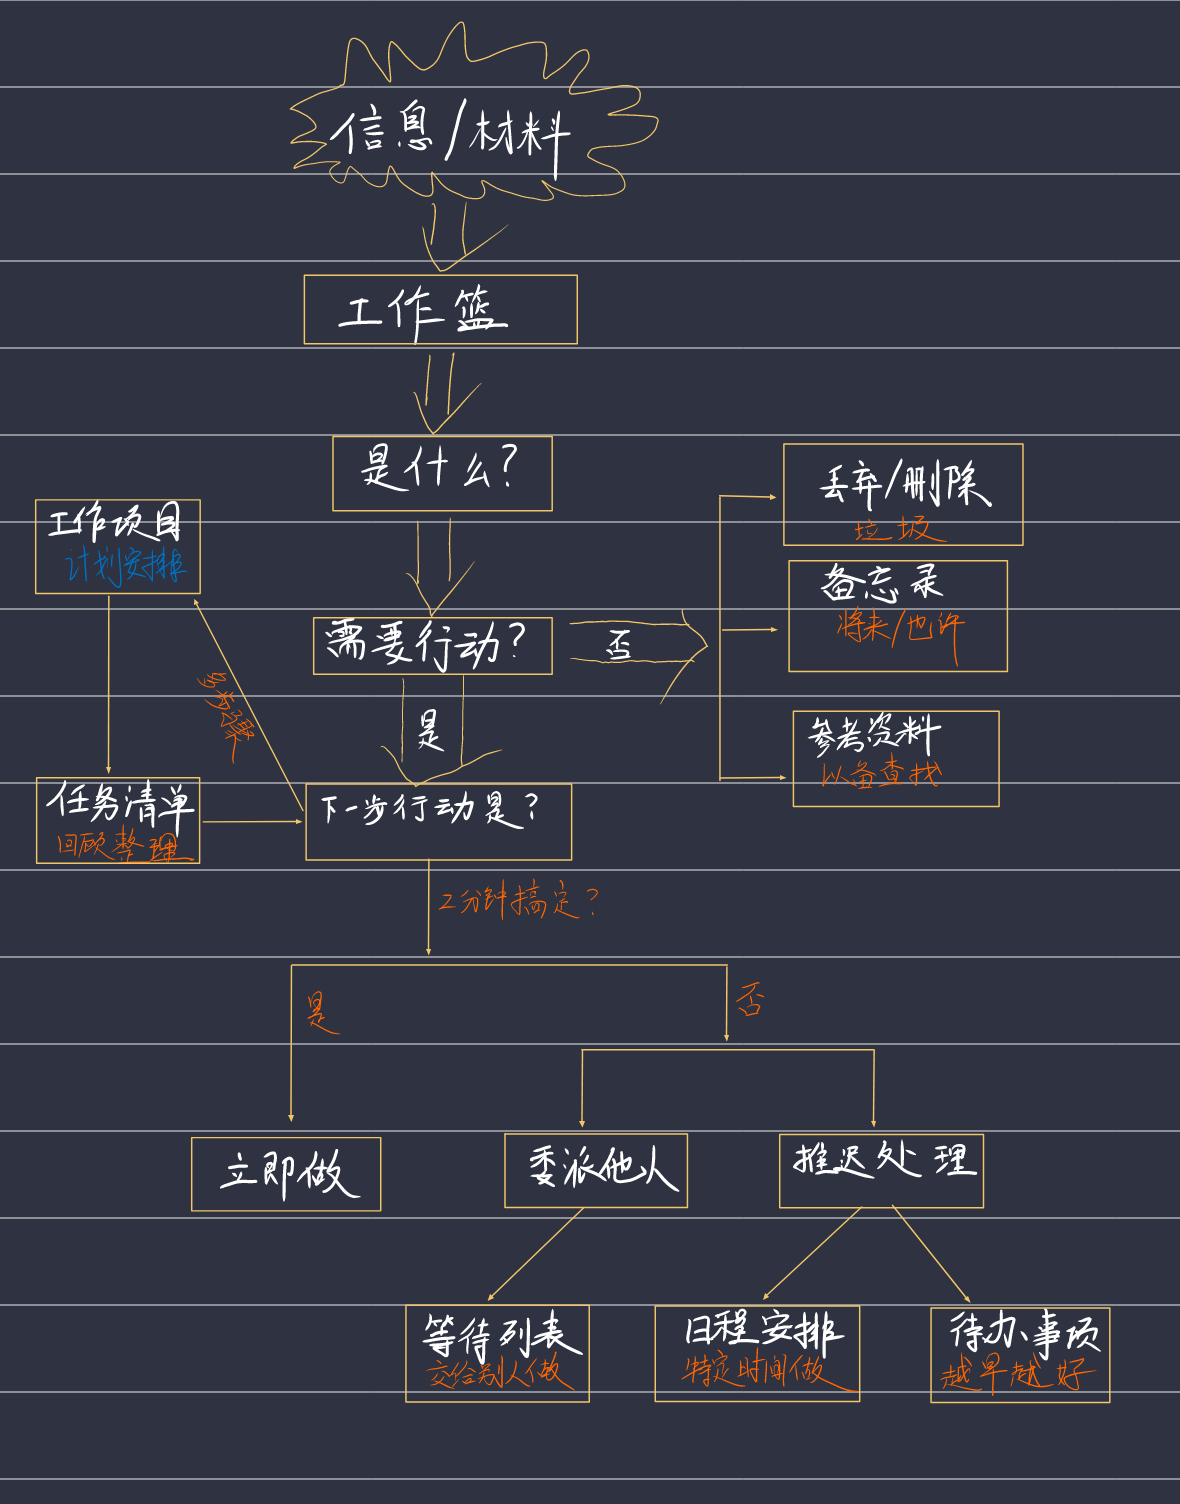 信息/材料
工作篮
是什么?
丢弃/删除
垃圾
工作项目
计划安排
备忘录
将来/也许
需要行动?
否
多步骤
是
参考资料
以备查找
任务清单
回顾整理
下一步行动是?
2分钟搞定?
是
否
立即做
委派他人
推迟处理
等待列表
交给别人做
日程安排
特定时间做
待办事项
越早越好